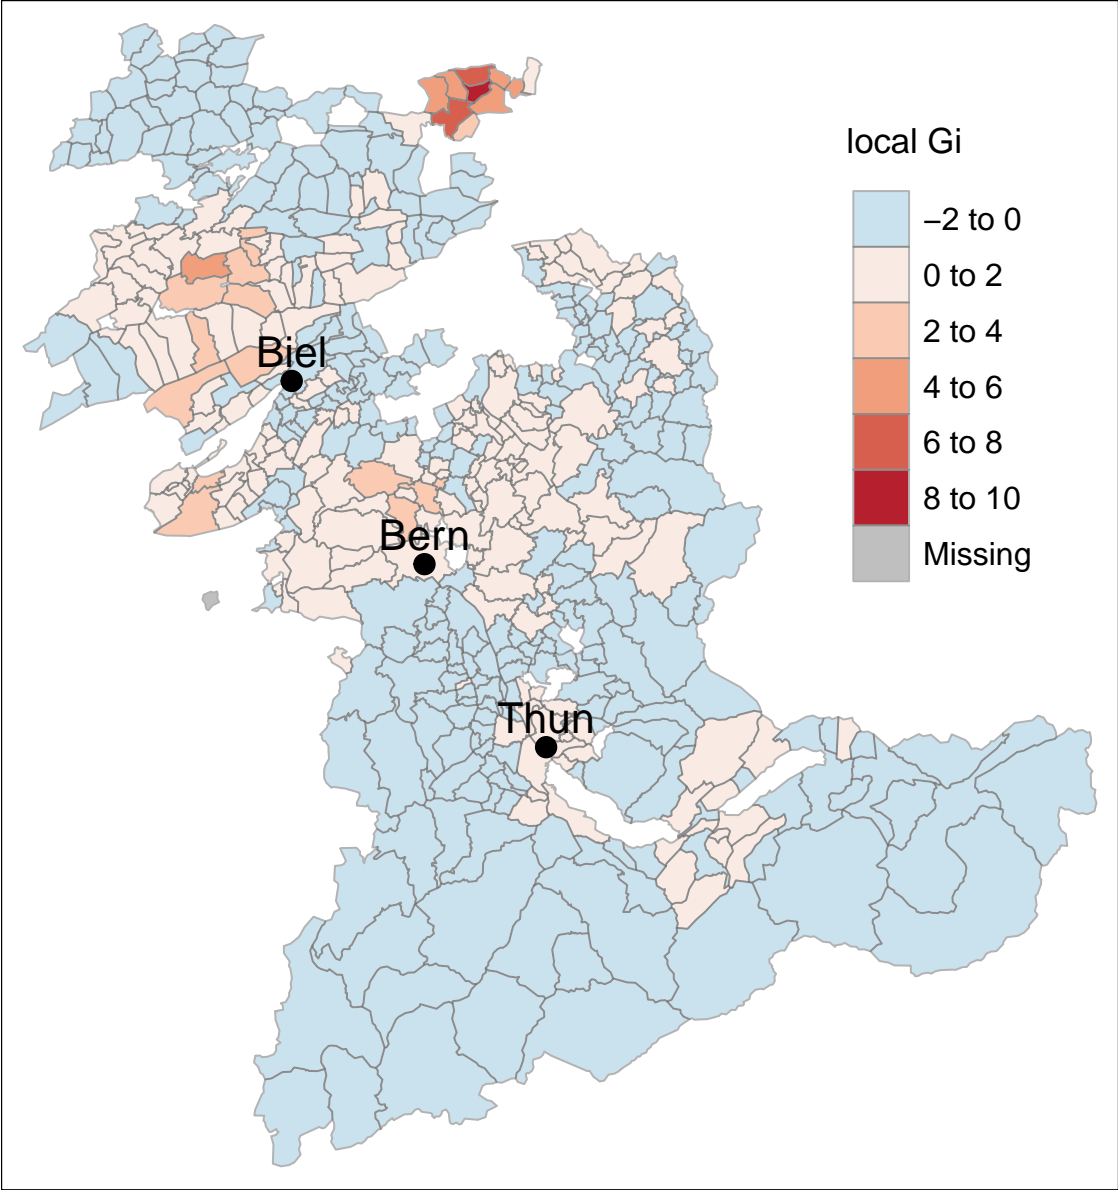 local Gi
−2 to 0
0 to 2
2 to 4
4 to 6
6 to 8
8 to 10
Missing
Biel
Bern
Thun